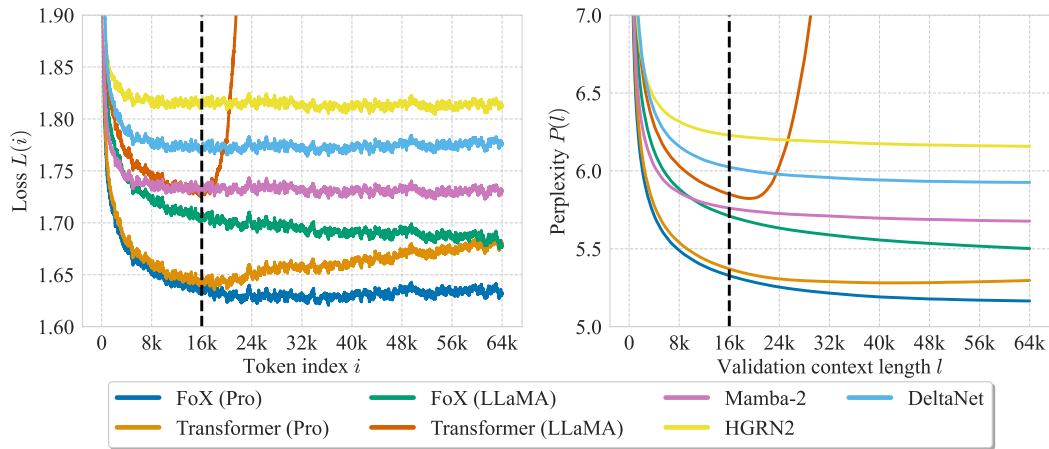 1.90
1.85
1.80
1.75
1.70
1.65
1.60
Loss L(i)
0 8k 16k 24k 32k 40k 48k 56k 64k
Token index i
7.0
6.5
6.0
5.5
5.0
Perplexity P(l)
0 8k 16k 24k 32k 40k 48k 56k 64k
Validation context length l
FoX (Pro) FoX (LLaMA) Mamba-2 DeltaNet
Transformer (Pro) Transformer (LLaMA) HGRN2